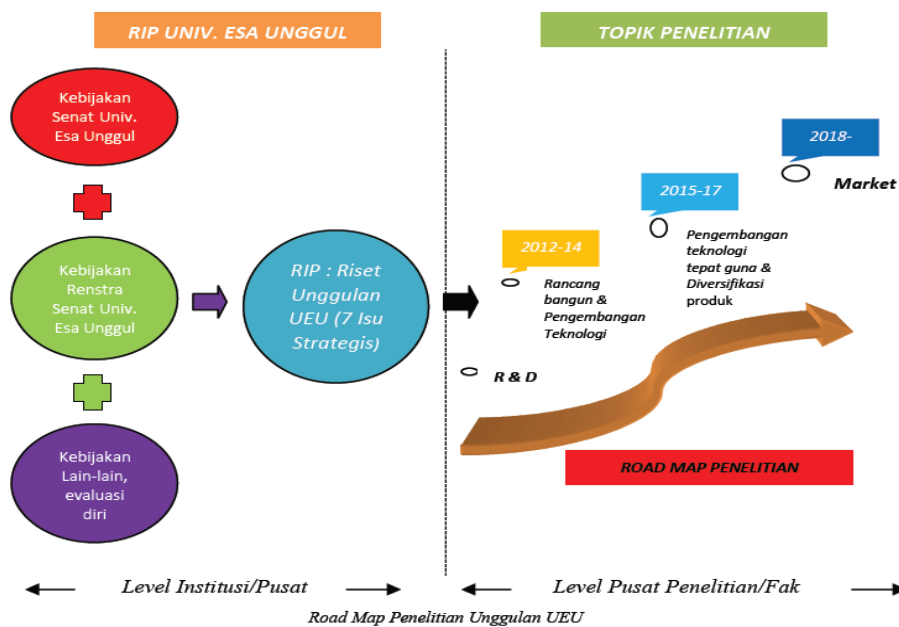 RIP UNIV. ESA UNGGUL
Kebijakan
Senat Univ.
Esa Unggul
Kebijakan
Renstra
Senat Univ.
Esa Unggul
Kebijakan
Lain-lain,
evaluasi
diri
RIP : Riset
Unggulan
UEU (7 Isu
Strategis)
TOPIK PENELITIAN
2018-
Market
2015-17
Pengembangan
teknologi
tepat guna &
Diversifikasi
produk
2012-14
Rancang
bangun &
Pengembangan
Teknologi
R & D
ROAD MAP PENELITIAN
Level Institusi/Pusat
Level Pusat Penelitian/Fak
Road Map Penelitian Unggulan UEU